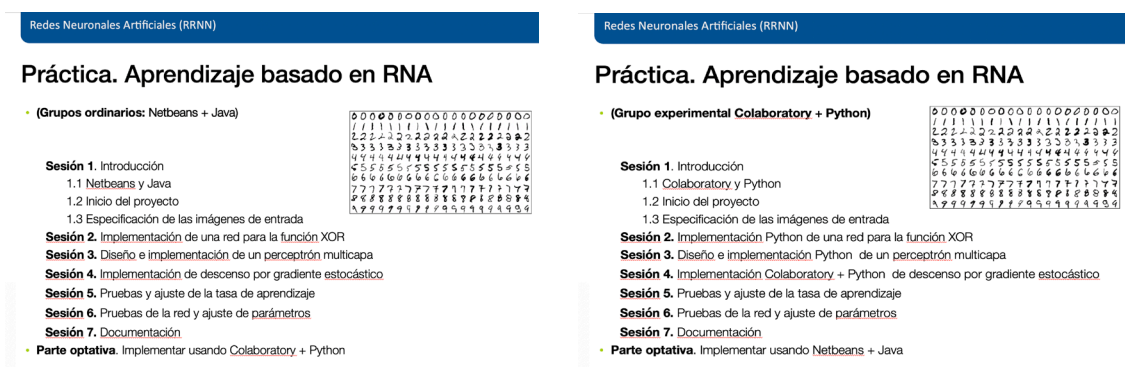 Redes Neuronales Artificiales (RRNN)
Práctica. Aprendizaje basado en RNA
• (Grupos ordinarios: Netbeans + Java)
Sesión 1. Introducción
1.1 Netbeans y Java
1.2 Inicio del proyecto
1.3 Especificación de las imágenes de entrada
Sesión 2. Implementación de una red para la función XOR
Sesión 3. Diseño e implementación de un perceptrón multicapa
Sesión 4. Implementación de descenso por gradiente estocástico
Sesión 5. Pruebas y ajuste de la tasa de aprendizaje
Sesión 6. Pruebas de la red y ajuste de parámetros
Sesión 7. Documentación
• Parte optativa. Implementar usando Colaboratory + Python
Redes Neuronales Artificiales (RRNN)
Práctica. Aprendizaje basado en RNA
• (Grupo experimental Colaboratory + Python)
Sesión 1. Introducción
1.1 Colaboratory y Python
1.2 Inicio del proyecto
1.3 Especificación de las imágenes de entrada
Sesión 2. Implementación Python de una red para la función XOR
Sesión 3. Diseño e implementación Python de un perceptrón multicapa
Sesión 4. Implementación Colaboratory + Python de descenso por gradiente estocástico
Sesión 5. Pruebas y ajuste de la tasa de aprendizaje
Sesión 6. Pruebas de la red y ajuste de parámetros
Sesión 7. Documentación
• Parte optativa. Implementar usando Netbeans + Java